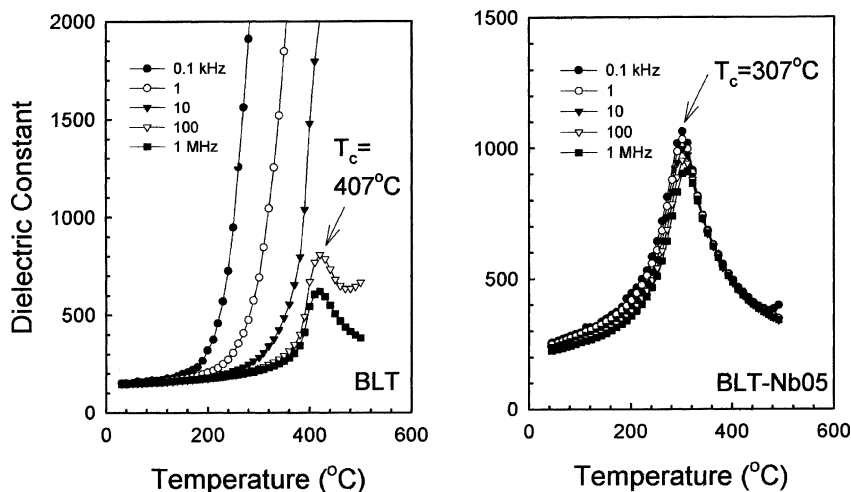 Dielectric Constant
2000
1500
1000
500
0
0.1 kHz
1
10
100
1 MHz
Tc=
407°C
BLT
0 200 400 600
Temperature (°C)
1500
1000
500
0
0.1 kHz
1
10
100
1 MHz
Tc=307°C
BLT-Nb05
0 200 400 600
Temperature (°C)